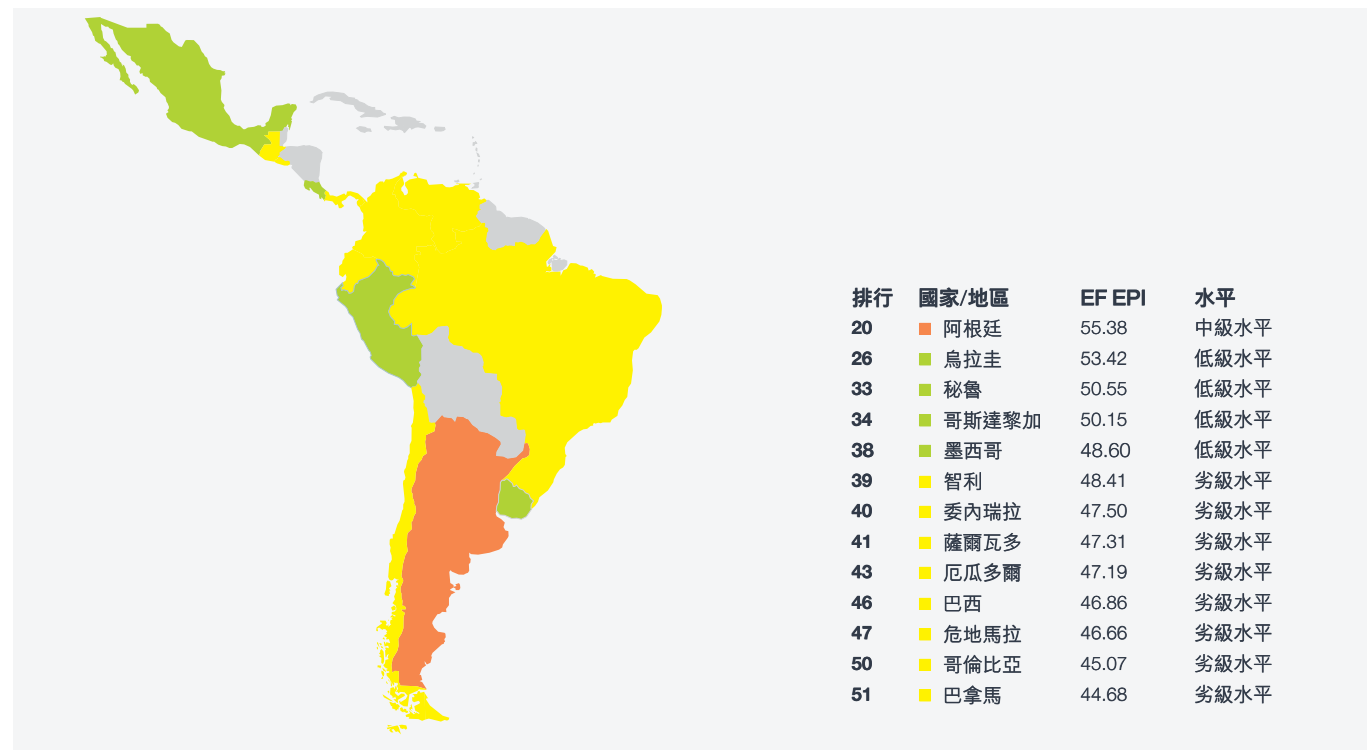 排行 國家/地區 EF EPI 水平
20 阿根廷 55.38 中級水平
26 烏拉圭 53.42 低級水平
33 秘魯 50.55 低級水平
34 哥斯達黎加 50.15 低級水平
38 墨西哥 48.60 低級水平
39 智利 48.41 劣級水平
40 委內瑞拉 47.50 劣級水平
41 薩爾瓦多 47.31 劣級水平
43 厄瓜多爾 47.19 劣級水平
46 巴西 46.86 劣級水平
47 危地馬拉 46.66 劣級水平
50 哥倫比亞 45.07 劣級水平
51 巴拿馬 44.68 劣級水平